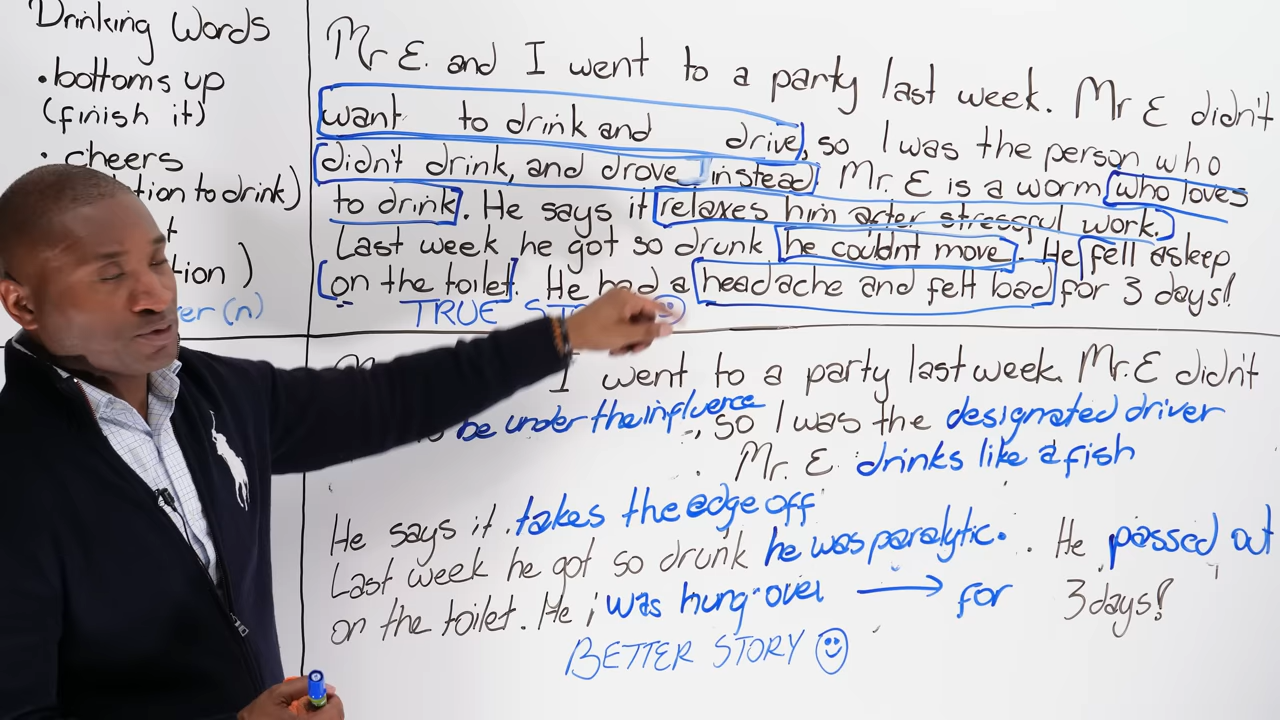 Drinking Words
• bottoms up
(finish it)
• cheers
tion to drink)
tion )
er (n)
Mr E. and I went to a party last week. Mr E didn't
want to drink and drive, so I was the person who
didn't drink, and drove instead. Mr. E is a worm who loves
to drink. He says it relaxes him after stressful work.
Last week he got so drunk he couldnt move. He fell asleep
on the toilet. He had a headache and felt bad for 3 days!
TRUE ST
I went to a party last week. Mr. E didn't
be under the influence, so I was the designated driver
. Mr. E drinks like a fish
He says it takes the edge off
Last week he got so drunk he was paralytic. . He passed out
on the toilet. He was hung-over → for 3 days!
BETTER STORY